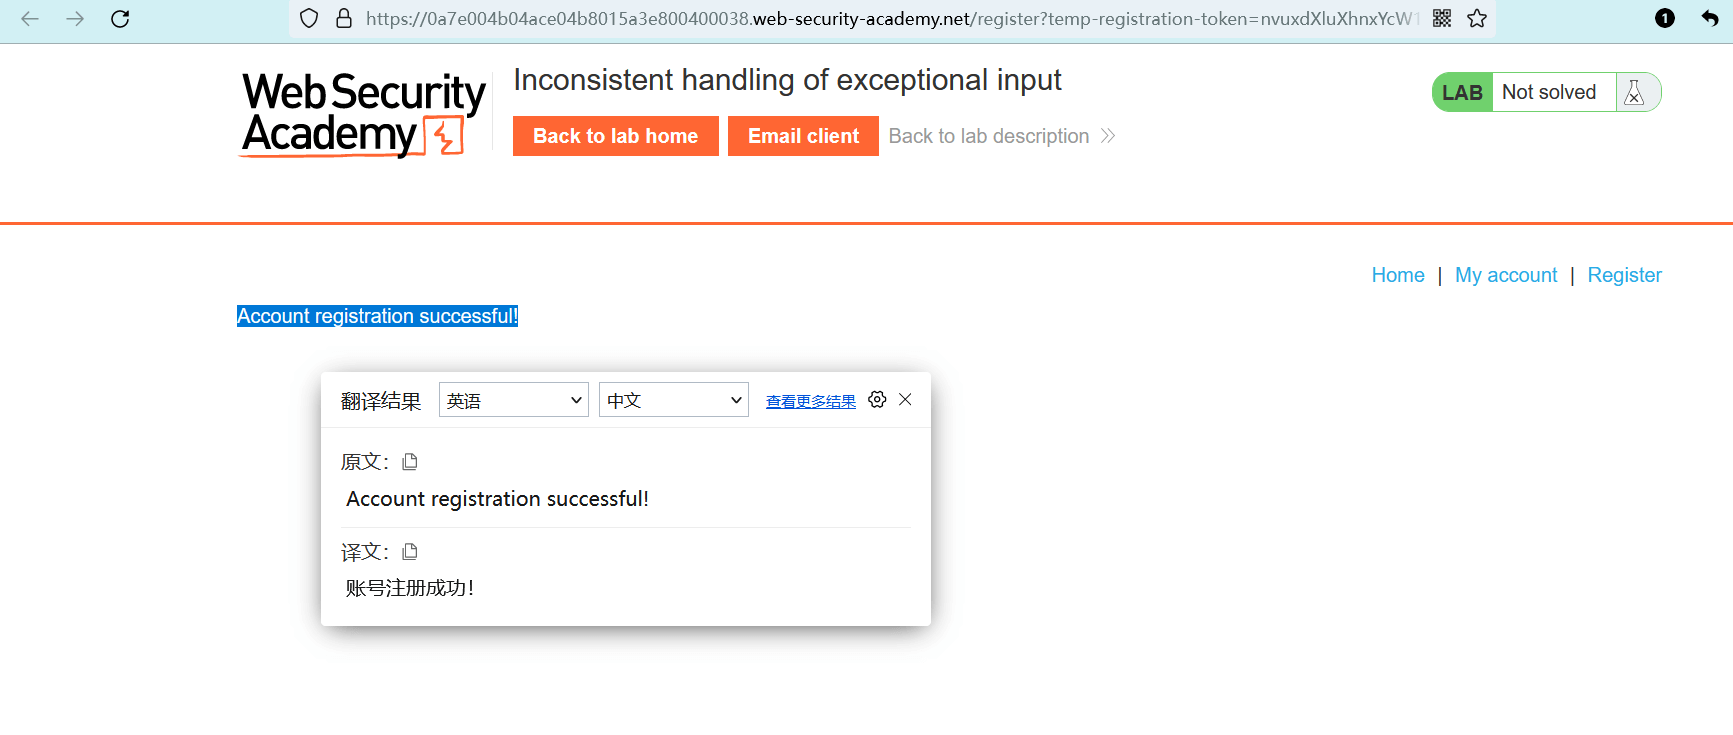 https://0a7e004b04ace04b8015a3e800400038.web-security-academy.net/register?temp-registration-token=nvuxdXluXhnxYcW1
1
Web Security
Academy
Inconsistent handling of exceptional input
LAB Not solved
Back to lab home Email client Back to lab description
Home | My account | Register
Account registration successful!
翻译结果 英语 中文 查看更多结果
原文：
Account registration successful!
译文：
账号注册成功！